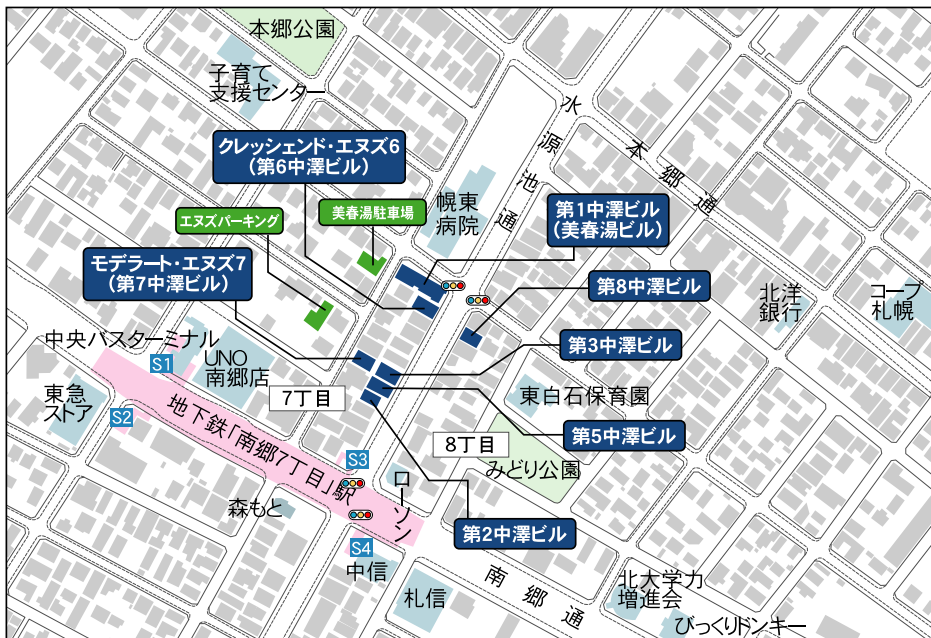 本郷公園
子育て
支援センター
水源池通
本郷通
クレッシェンド・エヌズ6
(第6中澤ビル)
幌東
病院
エヌズパーキング
美春湯駐車場
第1中澤ビル
(美春湯ビル)
モデラート・エヌズ7
(第7中澤ビル)
第8中澤ビル
北洋
銀行
コープ
札幌
中央バスターミナル
S1
UNO
南郷店
第3中澤ビル
東急
ストア
S2
7丁目
東白石保育園
地下鉄「南郷7丁目」駅
8丁目
第5中澤ビル
S3
みどり公園
ローソン
森もと
第2中澤ビル
S4
中信
南郷通
札信
北大学力
増進会
びっくりドンキー